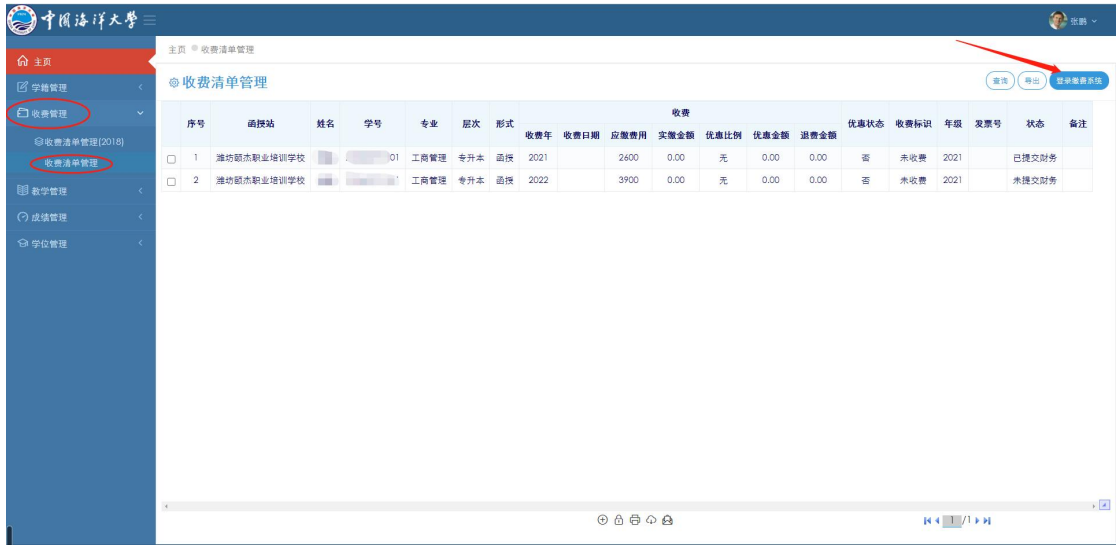 中国海洋大学
张鹏
主页
学籍管理
收费管理
收费清单管理(2018)
收费清单管理
教学管理
成绩管理
学位管理
主页 收费清单管理
收费清单管理
查询 导出 登录缴费系统
收费
序号 函授站 姓名 学号 专业 层次 形式 收费年 收费日期 应缴费用 实缴金额 优惠比例 优惠金额 退费金额 优惠状态 收费标识 年级 发票号 状态 备注
1 潍坊颐杰职业培训学校 01 工商管理 专升本 函授 2021 2600 0.00 无 0.00 0.00 否 未收费 2021 已提交财务
2 潍坊颐杰职业培训学校 工商管理 专升本 函授 2022 3900 0.00 无 0.00 0.00 否 未收费 2021 未提交财务
1 /1